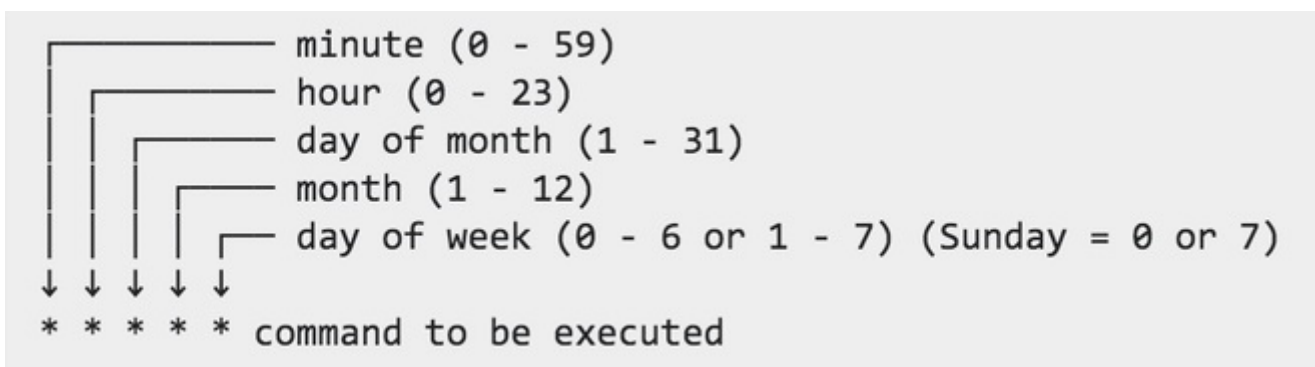 minute (0 - 59)
hour (0 - 23)
day of month (1 - 31)
month (1 - 12)
day of week (0 - 6 or 1 - 7) (Sunday = 0 or 7)
* * * * * command to be executed